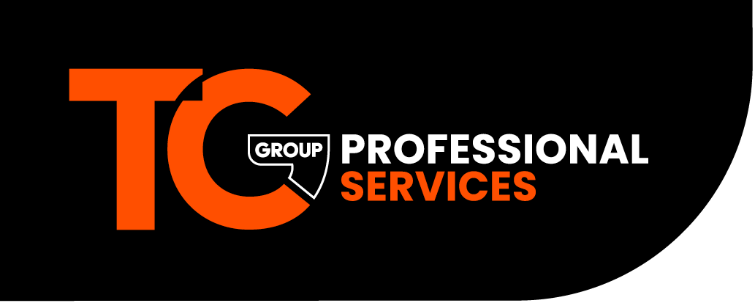 TC
GROUP
PROFESSIONAL
SERVICES